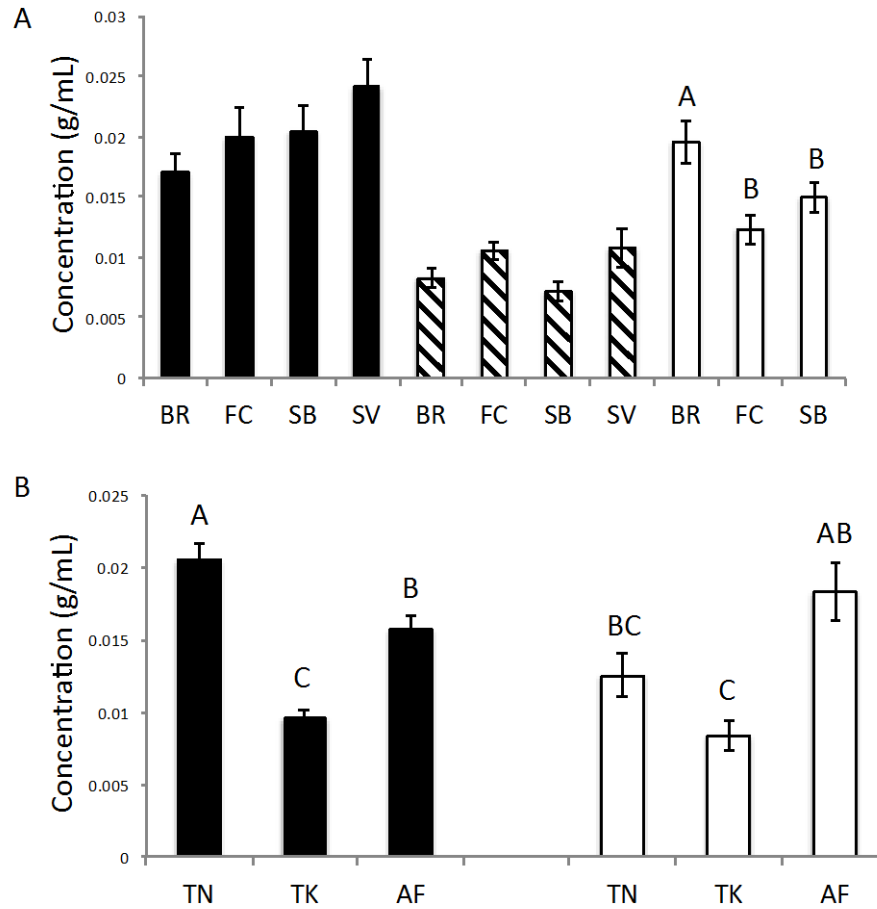 A
Concentration (g/mL)
0.03
0.025
0.02
0.015
0.01
0.005
0
A
B
B
BR FC SB SV BR FC SB SV BR FC SB
B
Concentration (g/mL)
0.025
0.02
0.015
0.01
0.005
0
A
C
B
BC
C
AB
TN TK AF TN TK AF